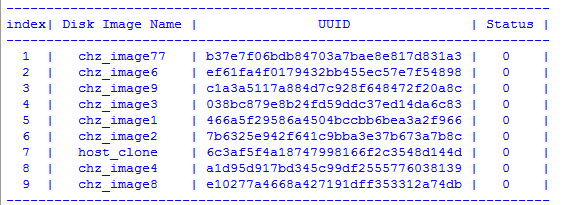 index| Disk Image Name | UUID | Status |
1 | chz_image77 | b37e7f06bdb84703a7bae8e817d831a3 | 0 |
2 | chz_image6 | ef61fa4f0179432bb455ec57e7f54898 | 0 |
3 | chz_image9 | c1a3a5117a884d7c928f648472f20a8c | 0 |
4 | chz_image3 | 038bc879e8b24fd59ddc37ed14da6c83 | 0 |
5 | chz_image1 | 466a5f29586a4504bccbb6bea3a2f966 | 0 |
6 | chz_image2 | 7b6325e942f641c9bba3e37b673a7b8c | 0 |
7 | host_clone | 6c3af5f4a18747998166f2c3548d144d | 0 |
8 | chz_image4 | a1d95d917bd345c99df2555776038139 | 0 |
9 | chz_image8 | e10277a4668a427191dff353312a74db | 0 |